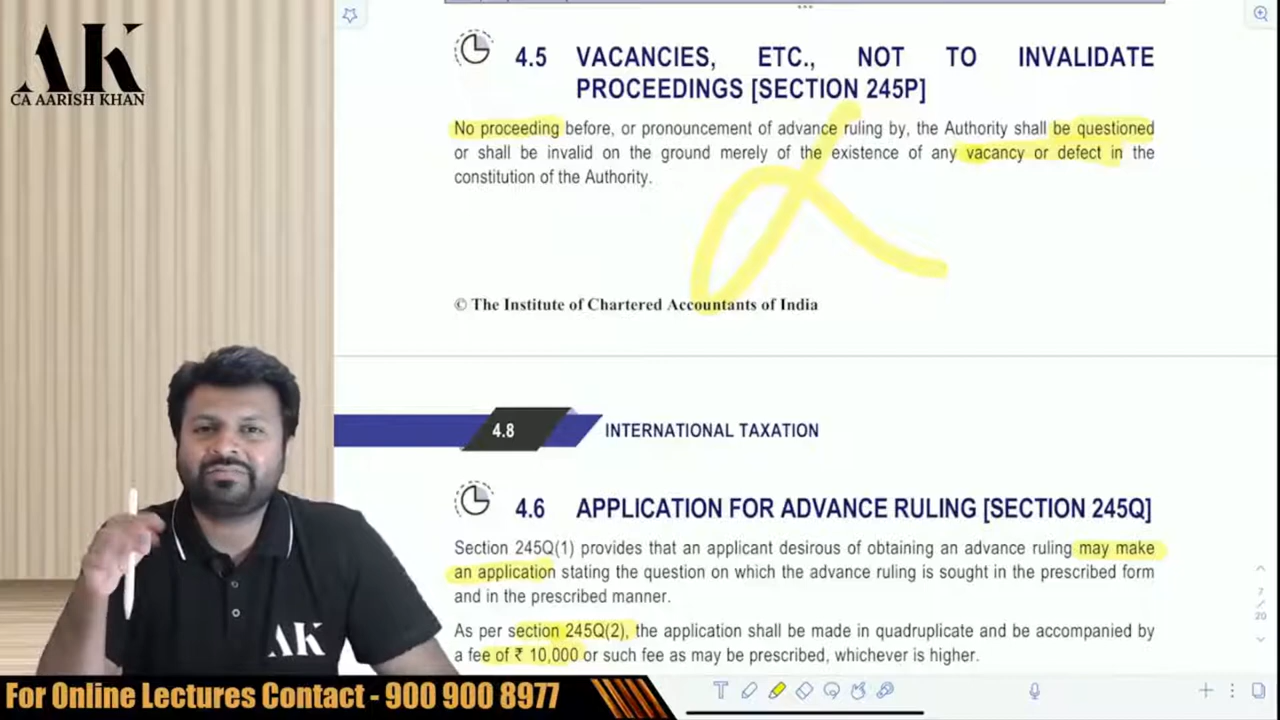 AK
CA AARISH KHAN
4.5 VACANCIES, ETC., NOT TO INVALIDATE
PROCEEDINGS [SECTION 245P]
No proceeding before, or pronouncement of advance ruling by, the Authority shall be questioned
or shall be invalid on the ground merely of the existence of any vacancy or defect in the
constitution of the Authority.
© The Institute of Chartered Accountants of India
4.8 INTERNATIONAL TAXATION
4.6 APPLICATION FOR ADVANCE RULING [SECTION 245Q]
Section 245Q(1) provides that an applicant desirous of obtaining an advance ruling may make
an application stating the question on which the advance ruling is sought in the prescribed form
and in the prescribed manner.
As per section 245Q(2), the application shall be made in quadruplicate and be accompanied by
a fee of ₹ 10,000 or such fee as may be prescribed, whichever is higher.
7
/
20
AK
For Online Lectures Contact - 900 900 8977